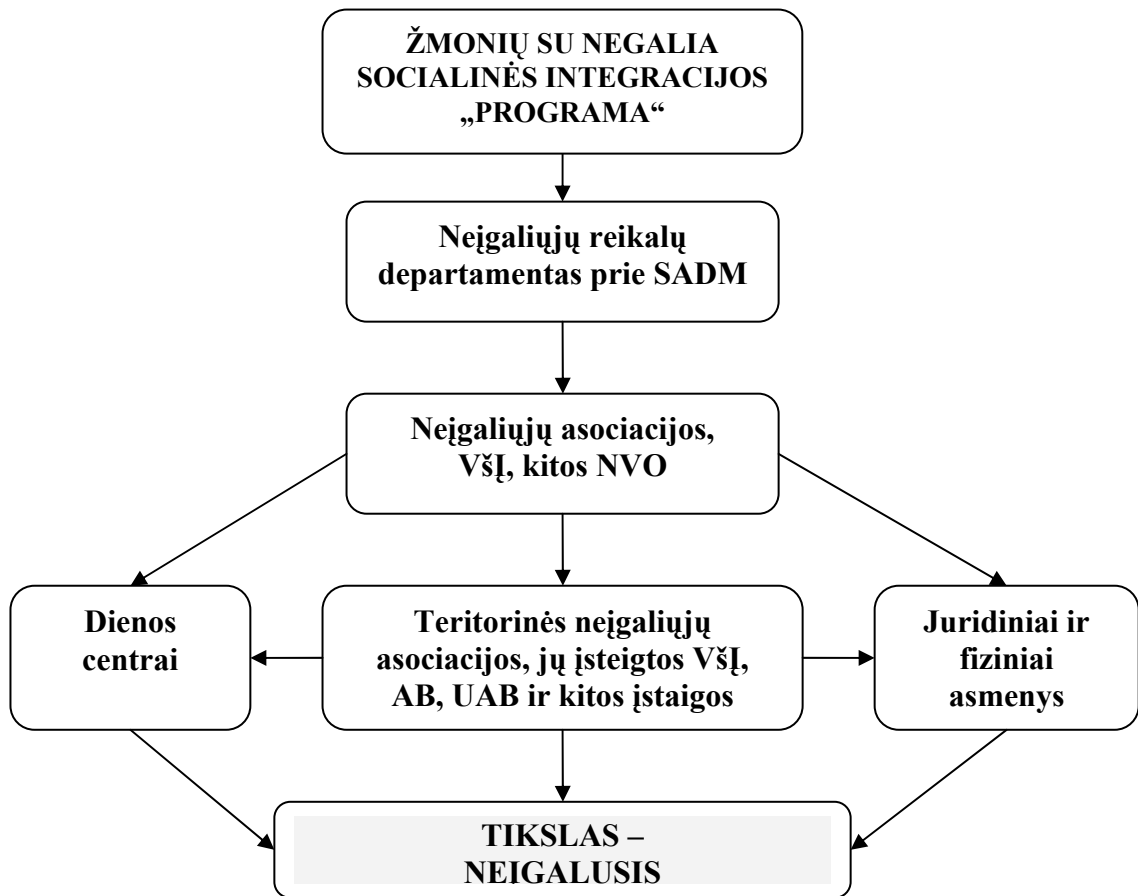 ŽMONIŲ SU NEGALIA
SOCIALINĖS INTEGRACIJOS
„PROGRAMA“
Neįgaliųjų reikalų
departamentas prie SADM
Neįgaliųjų asociacijos,
VšĮ, kitos NVO
Dienos
centrai
Teritorinės neįgaliųjų
asociacijos, jų įsteigtos VšĮ,
AB, UAB ir kitos įstaigos
Juridiniai ir
fiziniai
asmenys
TIKSLAS –
NEĮGALUSIS